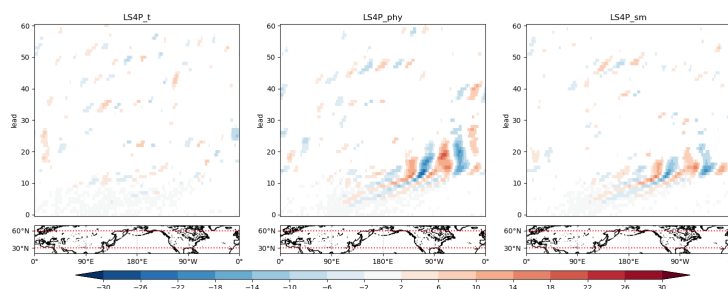 LS4P_t LS4P_phy LS4P_sm
60 60 60
50 50 50
40 40 40
lead 30 lead 30 lead 30
20 20 20
10 10 10
0 0 0
60°N 60°N 60°N
30°N 30°N 30°N
0° 90°E 180° 90°W 0° 0° 90°E 180° 90°W 0° 0° 90°E 180° 90°W
−30 −26 −22 −18 −14 −10 −6 −2 2 6 10 14 18 22 26 30